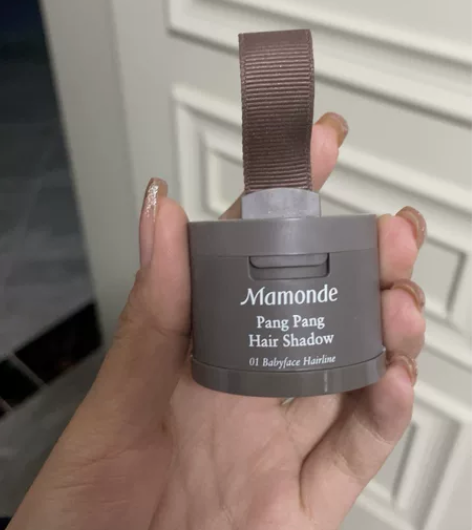 Mamonde
Pang Pang
Hair Shadow
01 Babyface Hairline